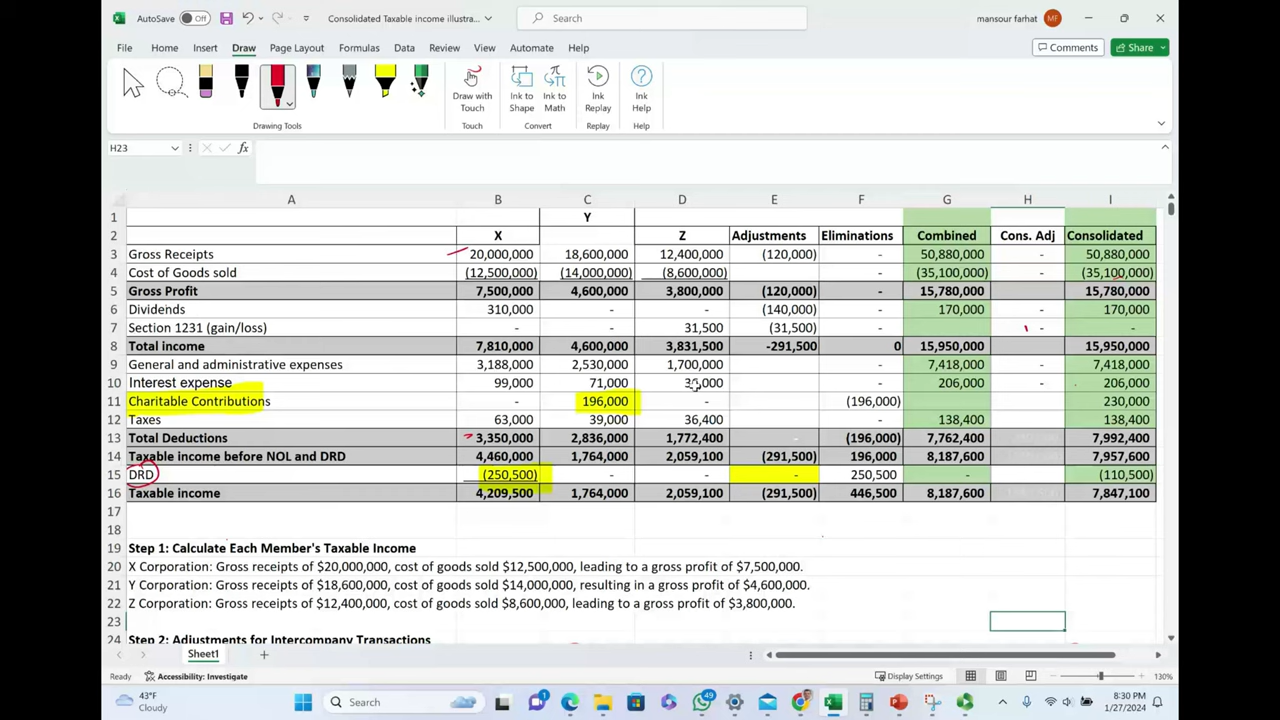 AutoSave Off Consolidated Taxable income illustra... Search mansour farhat MF
File Home Insert Draw Page Layout Formulas Data Review View Automate Help Comments Share
Draw with Touch Ink to Shape Ink to Math Ink Replay Ink Help
Drawing Tools Touch Convert Replay Help
H23 fx
A B C D E F G H I
1 Y
2 X Z Adjustments Eliminations Combined Cons. Adj Consolidated
3 Gross Receipts 20,000,000 18,600,000 12,400,000 (120,000) - 50,880,000 - 50,880,000
4 Cost of Goods sold (12,500,000) (14,000,000) (8,600,000) - (35,100,000) - (35,100,000)
5 Gross Profit 7,500,000 4,600,000 3,800,000 (120,000) - 15,780,000 15,780,000
6 Dividends 310,000 - - (140,000) - 170,000 - 170,000
7 Section 1231 (gain/loss) - - 31,500 (31,500) - - -
8 Total income 7,810,000 4,600,000 3,831,500 -291,500 0 15,950,000 15,950,000
9 General and administrative expenses 3,188,000 2,530,000 1,700,000 - 7,418,000 - 7,418,000
10 Interest expense 99,000 71,000 - 206,000 - 206,000
11 Charitable Contributions - 196,000 - (196,000) 230,000
12 Taxes 63,000 39,000 36,400 - 138,400 138,400
13 Total Deductions 3,350,000 2,836,000 1,772,400 - (196,000) 7,762,400 7,992,400
14 Taxable income before NOL and DRD 4,460,000 1,764,000 2,059,100 (291,500) 196,000 8,187,600 7,957,600
15 DRD (250,500) - - - 250,500 - (110,500)
16 Taxable income 4,209,500 1,764,000 2,059,100 (291,500) 446,500 8,187,600 7,847,100
17
18
19 Step 1: Calculate Each Member's Taxable Income
20 X Corporation: Gross receipts of $20,000,000, cost of goods sold $12,500,000, leading to a gross profit of $7,500,000.
21 Y Corporation: Gross receipts of $18,600,000, cost of goods sold $14,000,000, resulting in a gross profit of $4,600,000.
22 Z Corporation: Gross receipts of $12,400,000, cost of goods sold $8,600,000, leading to a gross profit of $3,800,000.
23
24 Step 2: Adjustments for Intercompany Transactions
Sheet1
Ready Accessibility: Investigate Display Settings 130%
43°F
Cloudy
Search
49
8:30 PM
1/27/2024